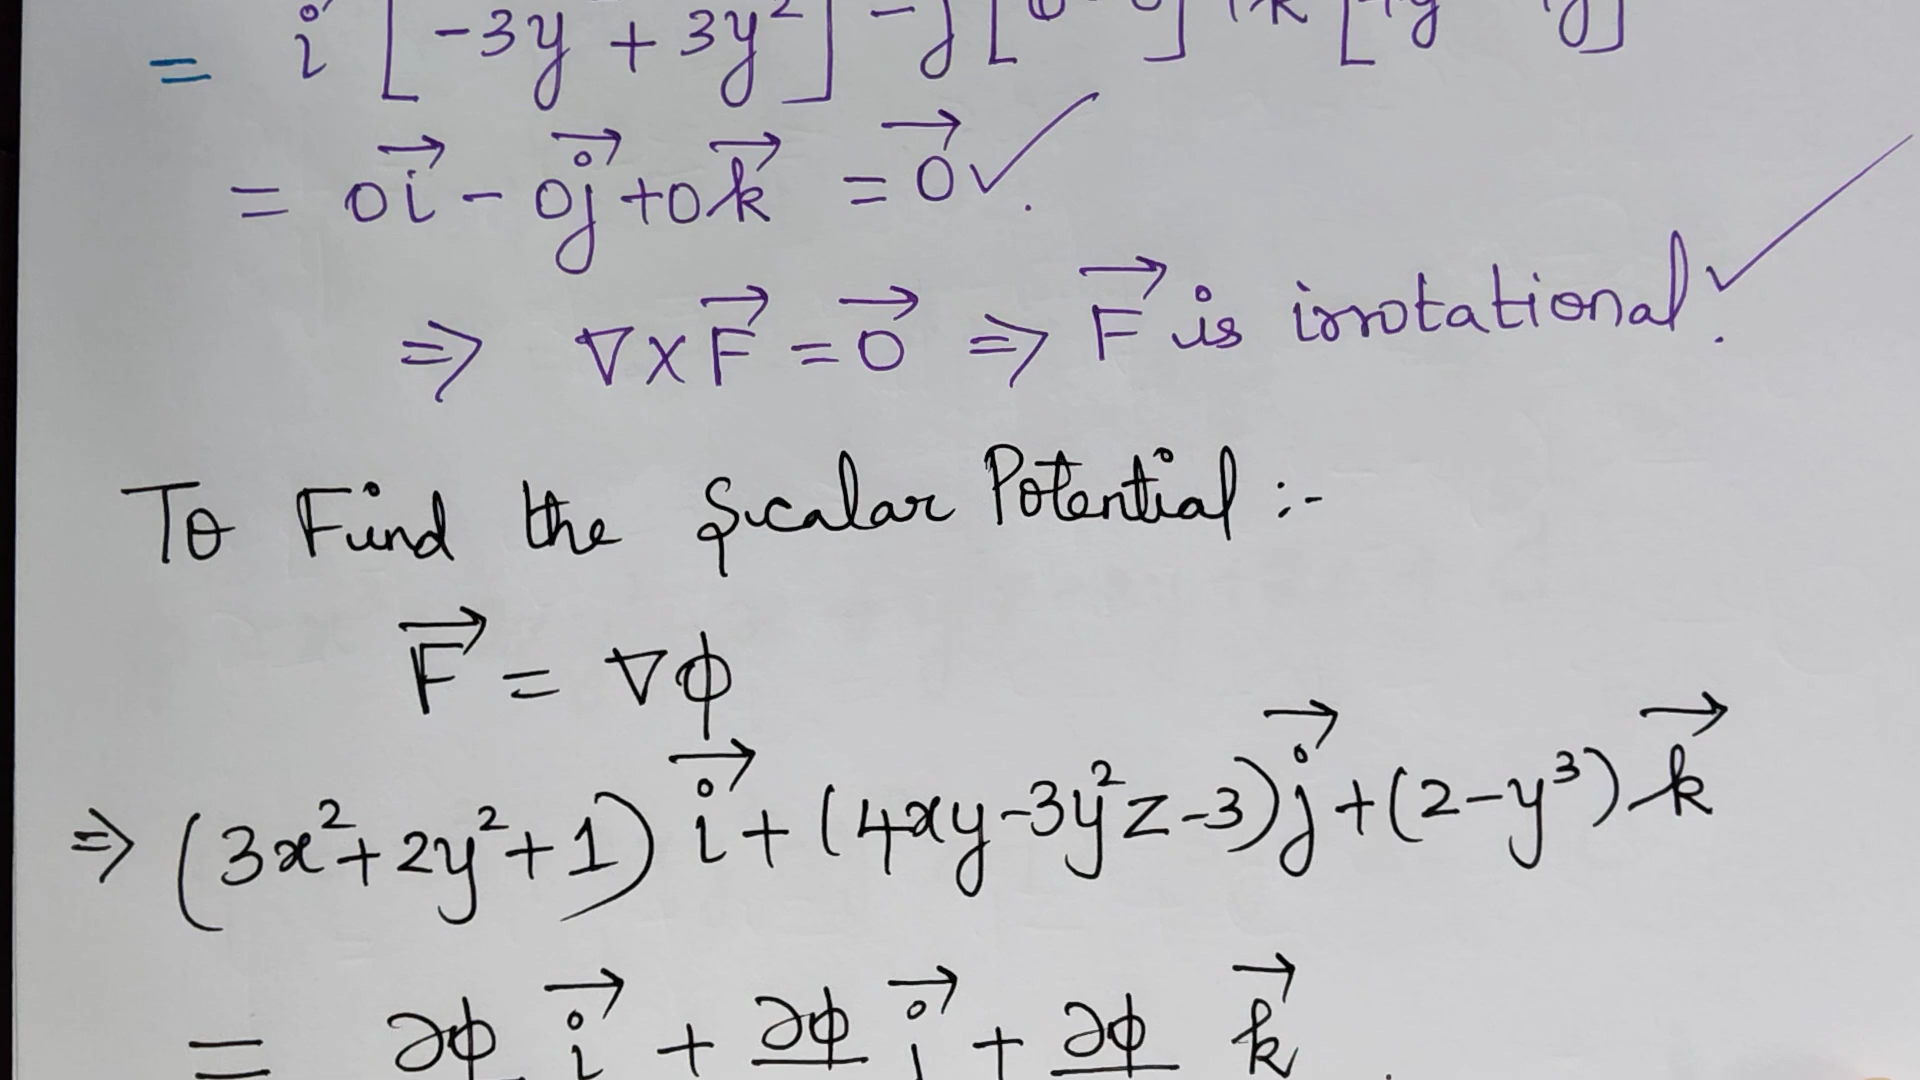 = i [-3y + 3y²] - j [
= 0i⃗ - 0j⃗ + 0k⃗ = 0⃗ ✓.
⇒ ∇×F⃗ = 0⃗ ⇒ F⃗ is irrotational ✓.
To Find the Scalar Potential :-
F⃗ = ∇ϕ
⇒ (3x² + 2y² + 1) i⃗ + (4xy - 3y²z - 3) j⃗ + (2 - y³) k⃗
= ∂ϕ i⃗ + ∂ϕ j⃗ + ∂ϕ k⃗